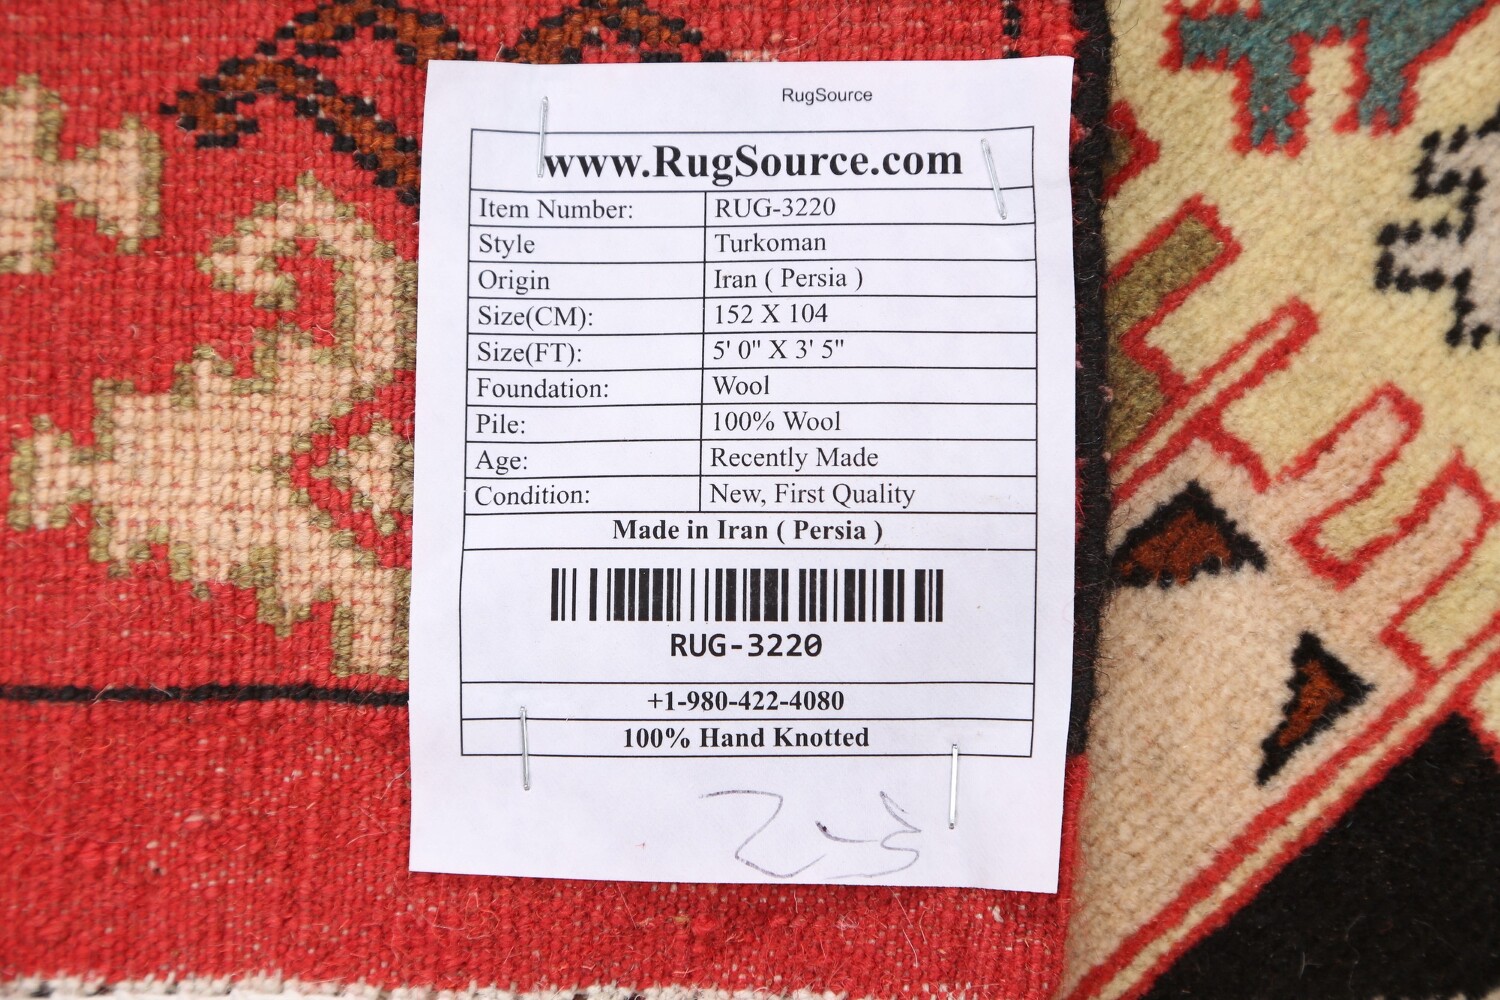 RugSource
www.RugSource.com
Item Number: RUG-3220
Style Turkoman
Origin Iran ( Persia )
Size(CM): 152 X 104
Size(FT): 5' 0" X 3' 5"
Foundation: Wool
Pile: 100% Wool
Age: Recently Made
Condition: New, First Quality
Made in Iran ( Persia )
RUG-3220
+1-980-422-4080
100% Hand Knotted